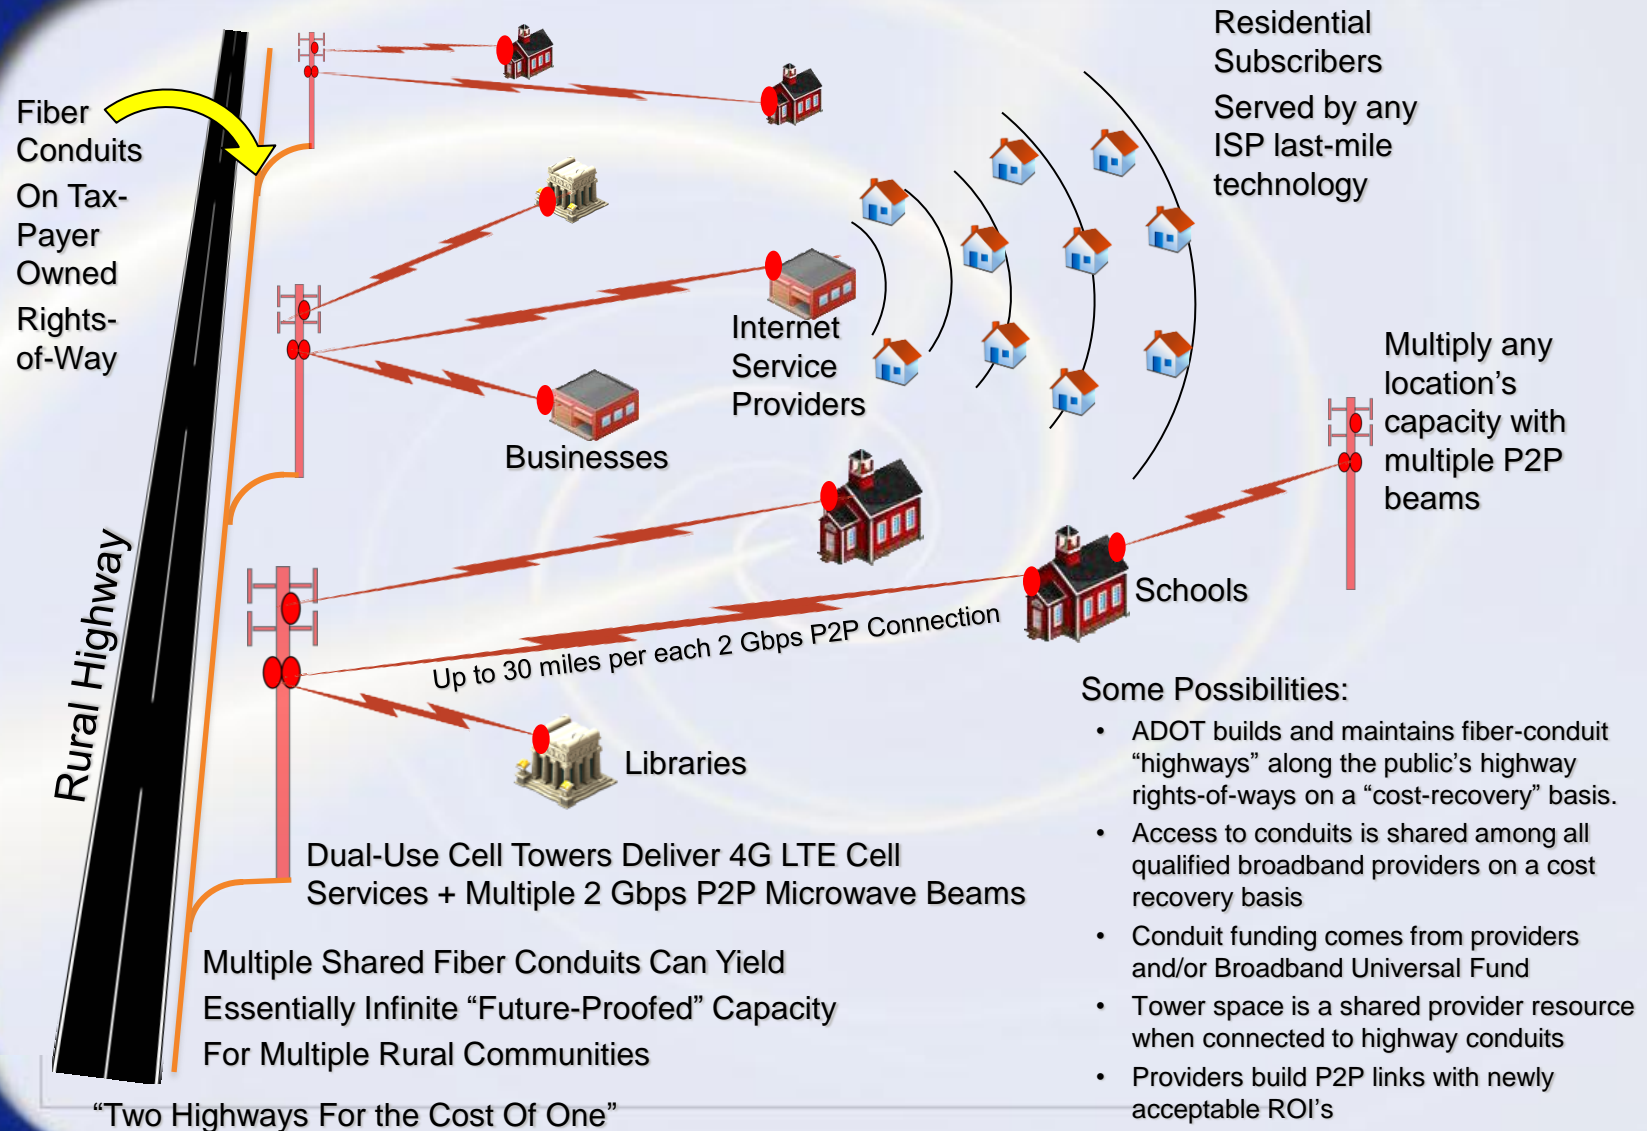 Fiber
Conduits
On Tax-
Payer
Owned
Rights-
of-Way
Rural Highway
Residential
Subscribers
Served by any
ISP last-mile
technology
Internet
Service
Providers
Businesses
Multiply any
location’s
capacity with
multiple P2P
beams
Schools
Up to 30 miles per each 2 Gbps P2P Connection
Libraries
Dual-Use Cell Towers Deliver 4G LTE Cell
Services + Multiple 2 Gbps P2P Microwave Beams
Multiple Shared Fiber Conduits Can Yield
Essentially Infinite “Future-Proofed” Capacity
For Multiple Rural Communities
“Two Highways For the Cost Of One”
Some Possibilities:
• ADOT builds and maintains fiber-conduit
“highways” along the public’s highway
rights-of-ways on a “cost-recovery” basis.
• Access to conduits is shared among all
qualified broadband providers on a cost
recovery basis
• Conduit funding comes from providers
and/or Broadband Universal Fund
• Tower space is a shared provider resource
when connected to highway conduits
• Providers build P2P links with newly
acceptable ROI’s